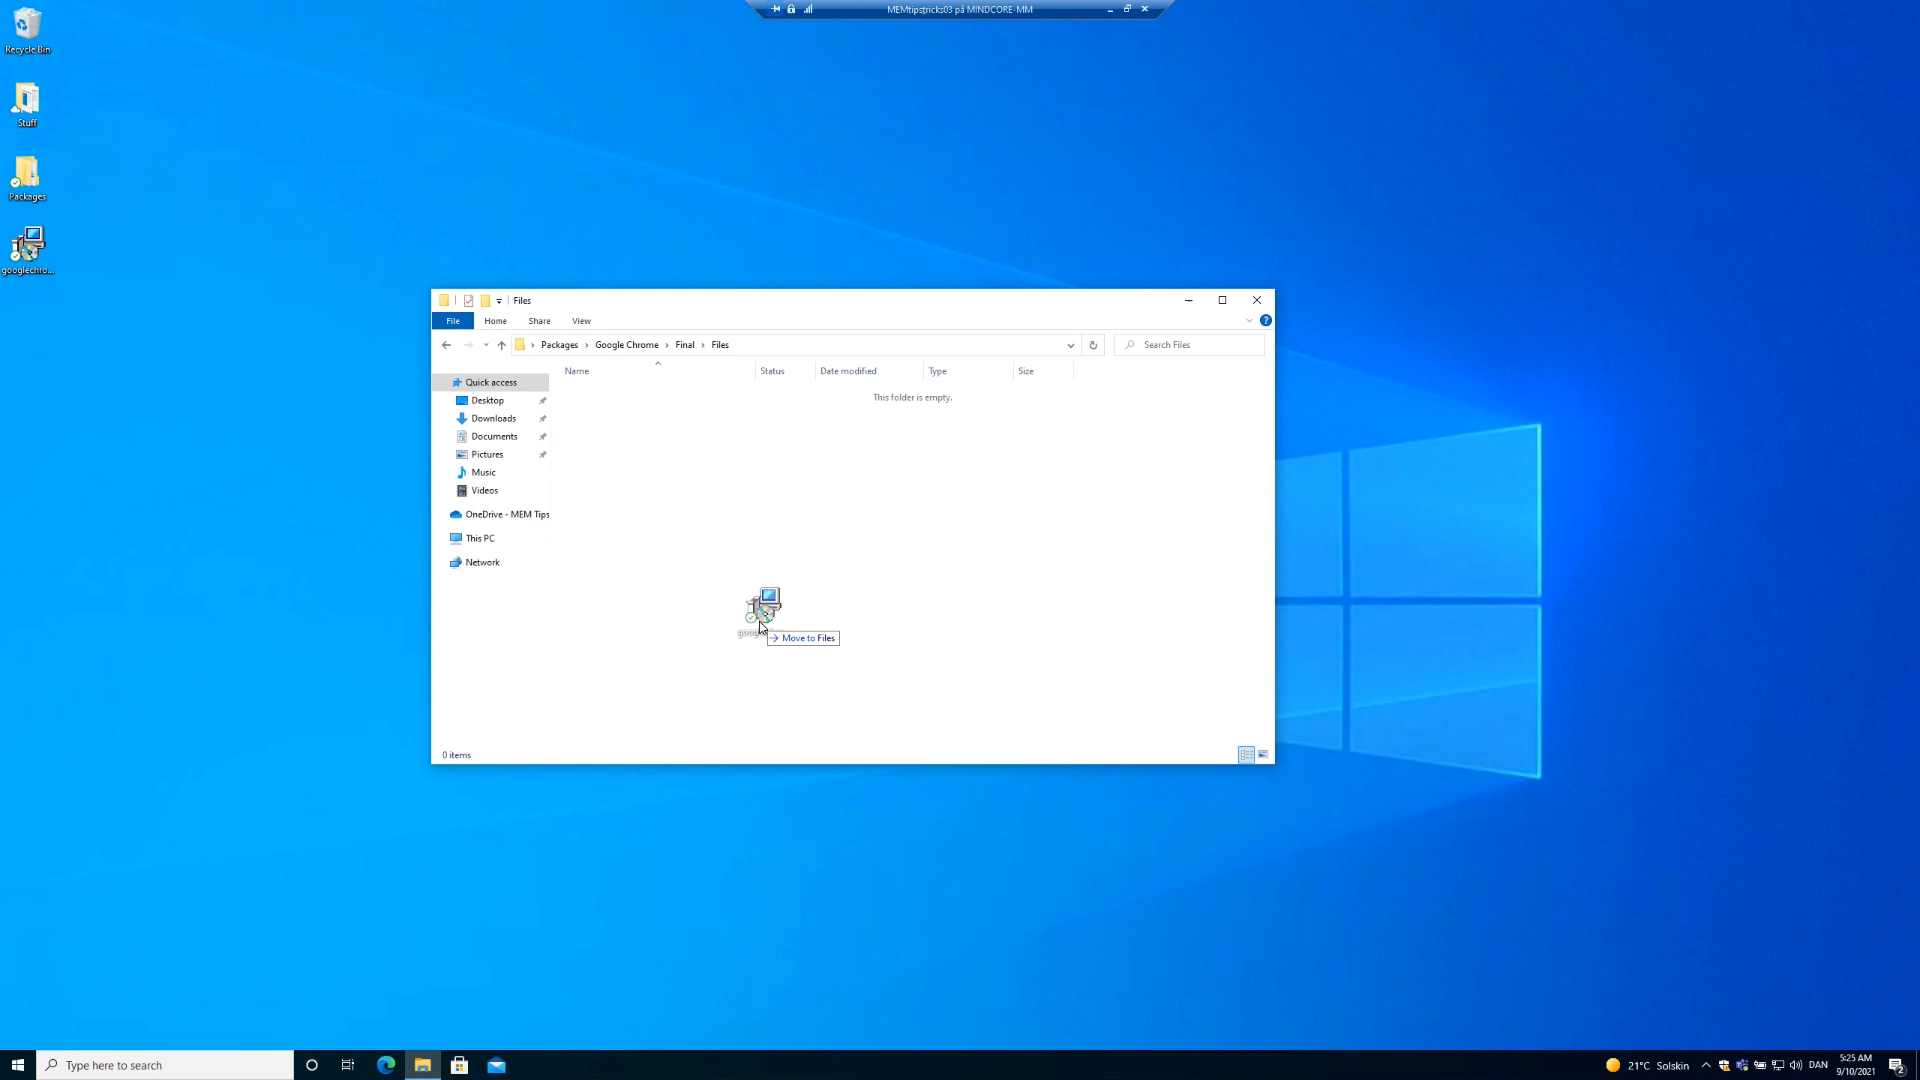 MEMtipstricks03 på MINDCORE-MM
Recycle Bin
Stuff
Packages
googlechro...
Files
File
Home
Share
View
Packages
Google Chrome
Final
Files
Search Files
Name
Status
Date modified
Type
Size
This folder is empty.
Quick access
Desktop
Downloads
Documents
Pictures
Music
Videos
OneDrive - MEM Tips
This PC
Network
Move to Files
0 items
Type here to search
21°C Solskin
DAN
5:25 AM
9/10/2021
2